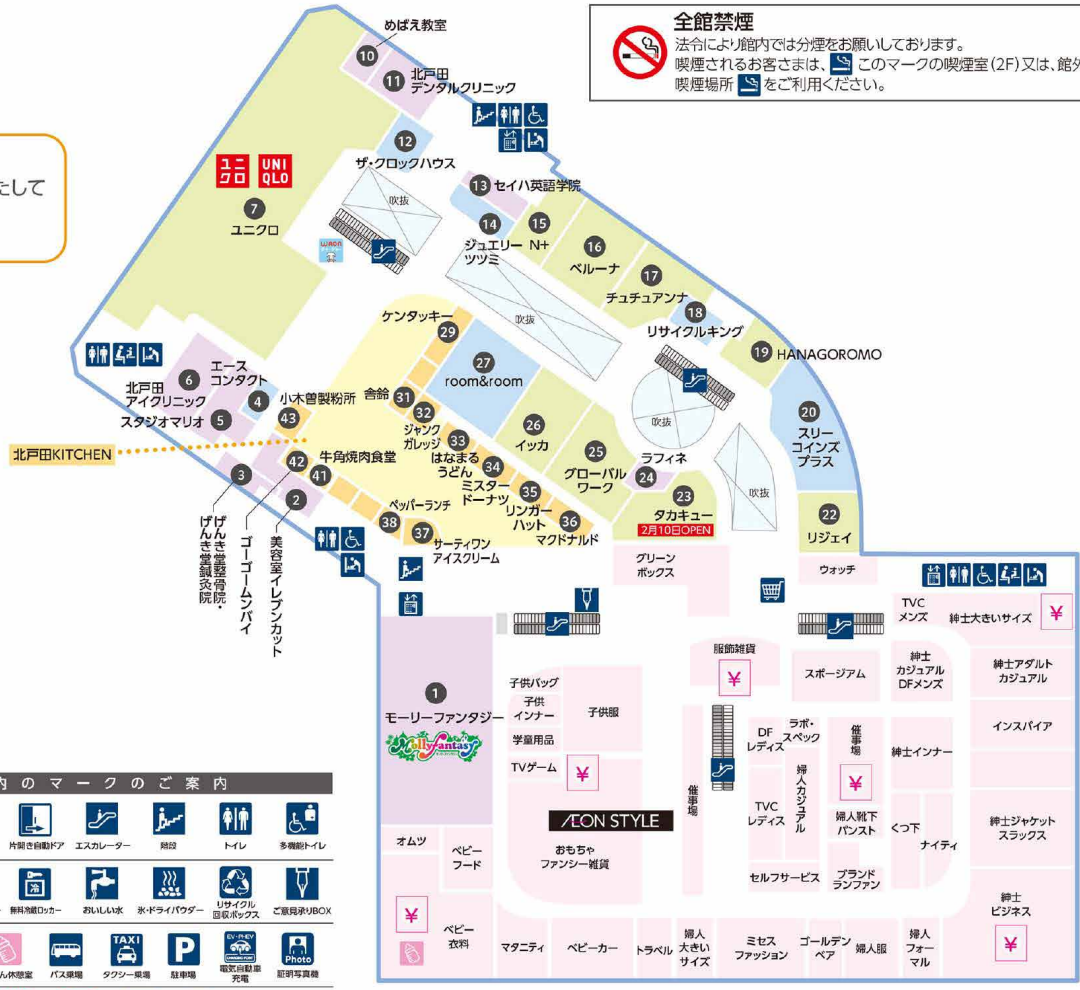 全館禁煙
法令により館内では分煙をお願いしております。
喫煙されるお客さまは、このマークの喫煙室(2F)又は、館外
喫煙場所をご利用ください。
たして
めばえ教室
10
11
北戸田
デンタルクリニック
12
ザ・クロックハウス
ユニ
クロ
UNI
QLO
7
ユニクロ
吹抜
WAON
13
セイハ英語学院
14
ジュエリー
ツツミ
15
N+
16
ベルーナ
17
チュチュアンナ
18
リサイクルキング
19
HANAGOROMO
20
スリー
コインズ
プラス
22
リジェイ
吹抜
吹抜
吹抜
ケンタッキー
29
27
room&room
舎鈴
31
32
ジャンク
ガレッジ
33
はなまる
うどん
34
ミスター
ドーナツ
35
リンガー
ハット
36
マクドナルド
26
イッカ
25
グローバル
ワーク
ラフィネ
24
23
タカキュー
2月10日OPEN
6
北戸田
アイクリニック
エース
コンタクト
4
スタジオマリオ
5
小木曽製粉所
43
北戸田KITCHEN
42
41
牛角焼肉食堂
3
2
ペッパーランチ
38
37
サーティワン
アイスクリーム
げんき堂整骨院・
げんき堂鍼灸院
ゴーゴームンバイ
美容室イレブンカット
グリーン
ボックス
ウォッチ
TVC
メンズ
紳士大きいサイズ
¥
服飾雑貨
¥
スポージアム
紳士
カジュアル
DFメンズ
紳士アダルト
カジュアル
1
モーリーファンタジー
Mollyfantasy
子供バッグ
子供
インナー
子供服
学童用品
TVゲーム
¥
DF
レディス
ラボ・
スペック
催事場
¥
紳士インナー
インスパイア
催事場
TVC
レディス
婦人カジュアル
婦人靴下
パンスト
くつ下
ナイティ
紳士ジャケット
スラックス
ÆON STYLE
おもちゃ
ファンシー雑貨
セルフサービス
ブランド
ランファン
オムツ
ベビー
フード
¥
ベビー
衣料
マタニティ
ベビーカー
トラベル
婦人
大きい
サイズ
ミセス
ファッション
ゴールデン
ベア
婦人服
婦人
フォー
マル
紳士
ビジネス
¥
内のマークのご案内
片開き自動ドア
エスカレーター
階段
トイレ
多機能トイレ
冷
無料冷蔵ロッカー
おいしい水
氷・ドライパウダー
リサイクル
回収ボックス
ご意見承りBOX
ん休憩室
バス乗場
TAXI
タクシー乗場
P
駐車場
EV・PHEV
電気自動車
充電
Photo
証明写真機